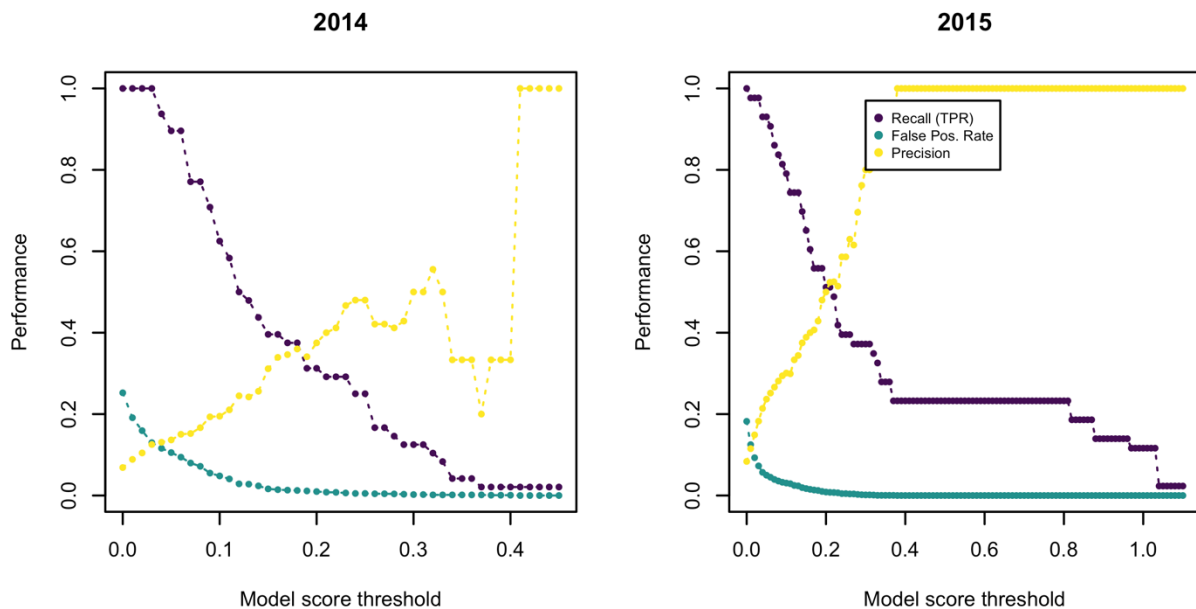 2014
2015
Performance
1.0
0.8
0.6
0.4
0.2
0.0
0.0 0.1 0.2 0.3 0.4
Model score threshold
Performance
1.0
0.8
0.6
0.4
0.2
0.0
Recall (TPR)
False Pos. Rate
Precision
0.0 0.2 0.4 0.6 0.8 1.0
Model score threshold